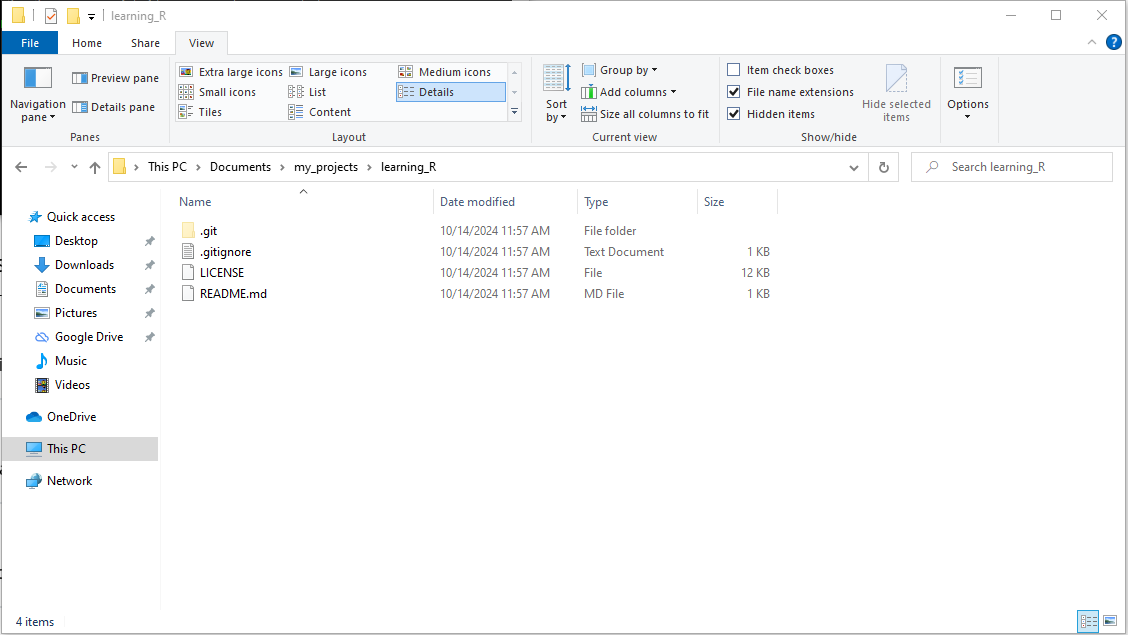 learning_R
File Home Share View
Navigation pane
Preview pane
Details pane
Panes
Extra large icons Large icons Medium icons
Small icons List Details
Tiles Content
Layout
Sort by
Group by
Add columns
Size all columns to fit
Current view
Item check boxes
File name extensions
Hidden items
Hide selected items
Show/hide
Options
This PC Documents my_projects learning_R
Search learning_R
Quick access
Desktop
Downloads
Documents
Pictures
Google Drive
Music
Videos
OneDrive
This PC
Network
Name Date modified Type Size
.git 10/14/2024 11:57 AM File folder
.gitignore 10/14/2024 11:57 AM Text Document 1 KB
LICENSE 10/14/2024 11:57 AM File 12 KB
README.md 10/14/2024 11:57 AM MD File 1 KB
4 items